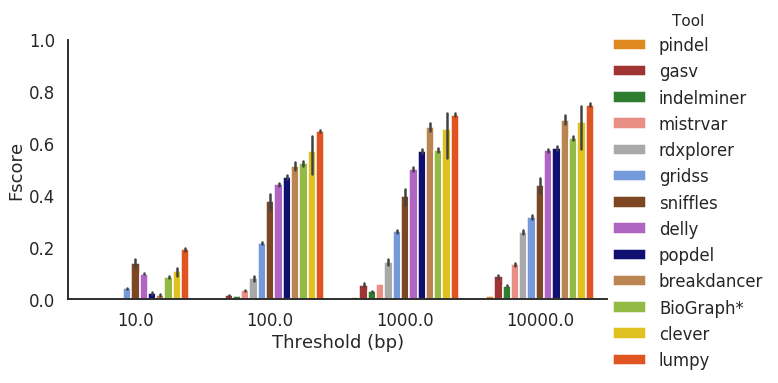 Tool
1.0
0.8
0.6
0.4
0.2
0.0
Fscore
10.0
100.0
1000.0
10000.0
Threshold (bp)
pindel
gasv
indelminer
mistrvar
rdxplorer
gridss
sniffles
delly
popdel
breakdancer
BioGraph*
clever
lumpy